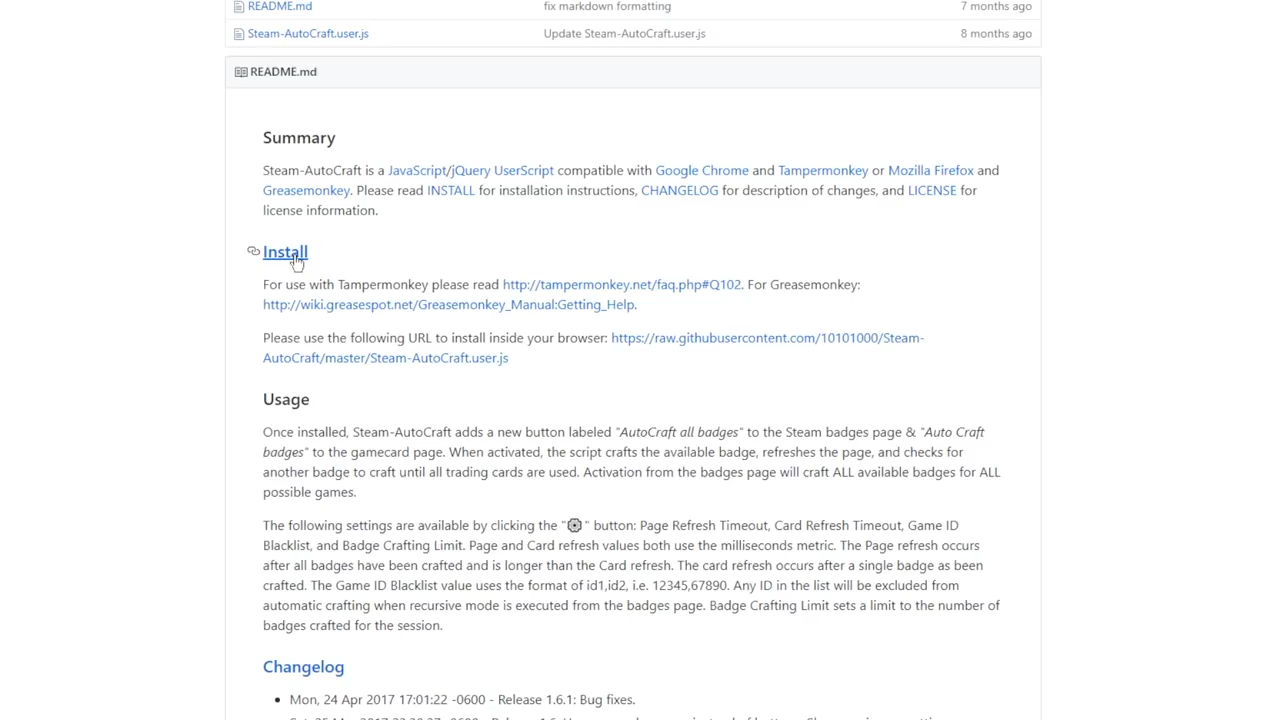 README.md fix markdown formatting 7 months ago
Steam-AutoCraft.user.js Update Steam-AutoCraft.user.js 8 months ago
README.md
Summary
Steam-AutoCraft is a JavaScript/jQuery UserScript compatible with Google Chrome and Tampermonkey or Mozilla Firefox and
Greasemonkey. Please read INSTALL for installation instructions, CHANGELOG for description of changes, and LICENSE for
license information.
Install
For use with Tampermonkey please read http://tampermonkey.net/faq.php#Q102. For Greasemonkey:
http://wiki.greasespot.net/Greasemonkey_Manual:Getting_Help.
Please use the following URL to install inside your browser: https://raw.githubusercontent.com/10101000/Steam-
AutoCraft/master/Steam-AutoCraft.user.js
Usage
Once installed, Steam-AutoCraft adds a new button labeled "AutoCraft all badges" to the Steam badges page & "Auto Craft
badges" to the gamecard page. When activated, the script crafts the available badge, refreshes the page, and checks for
another badge to craft until all trading cards are used. Activation from the badges page will craft ALL available badges for ALL
possible games.
The following settings are available by clicking the " " button: Page Refresh Timeout, Card Refresh Timeout, Game ID
Blacklist, and Badge Crafting Limit. Page and Card refresh values both use the milliseconds metric. The Page refresh occurs
after all badges have been crafted and is longer than the Card refresh. The card refresh occurs after a single badge as been
crafted. The Game ID Blacklist value uses the format of id1,id2, i.e. 12345,67890. Any ID in the list will be excluded from
automatic crafting when recursive mode is executed from the badges page. Badge Crafting Limit sets a limit to the number of
badges crafted for the session.
Changelog
• Mon, 24 Apr 2017 17:01:22 -0600 - Release 1.6.1: Bug fixes.